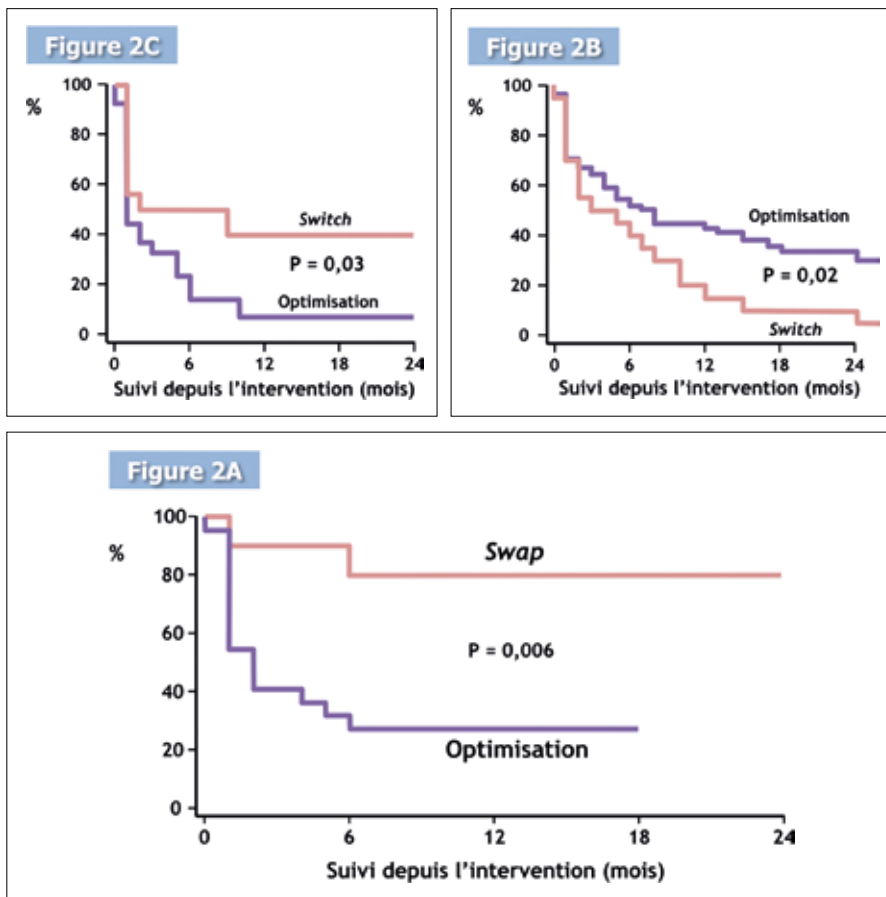 Figure 2C
%
100
80
60
40
20
0
Switch
P = 0,03
Optimisation
0 6 12 18 24
Suivi depuis l'intervention (mois)
Figure 2B
%
100
80
60
40
20
0
Optimisation
P = 0,02
Switch
0 6 12 18 24
Suivi depuis l'intervention (mois)
Figure 2A
%
100
80
60
40
20
0
Swap
P = 0,006
Optimisation
0 6 12 18 24
Suivi depuis l'intervention (mois)